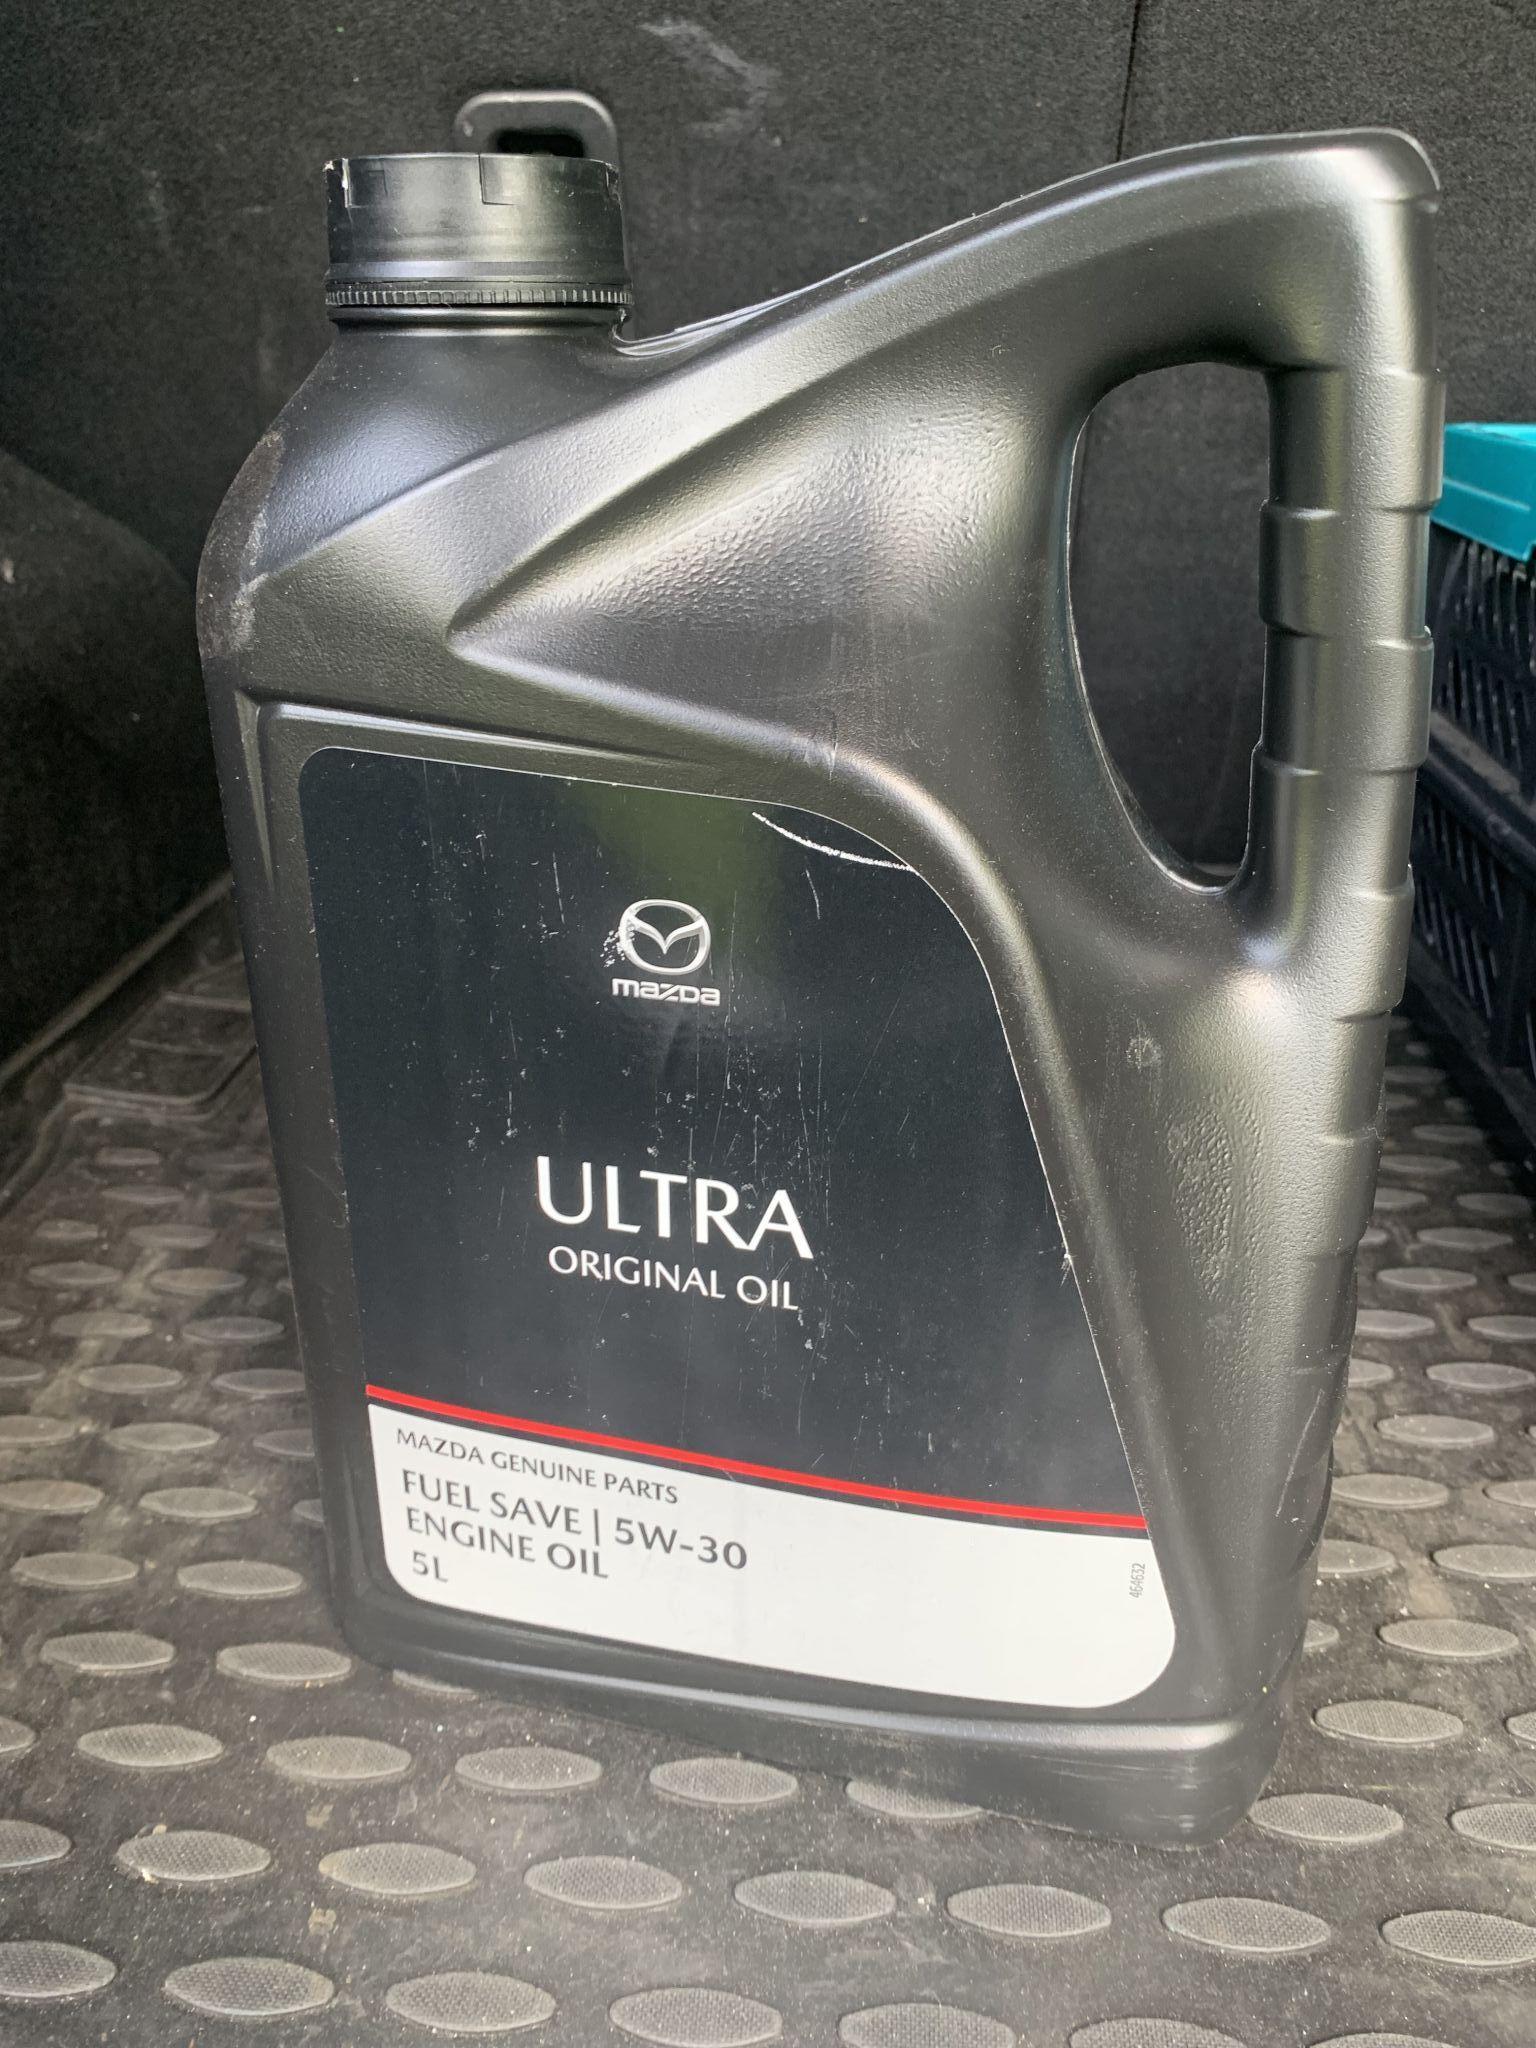 mazda
ULTRA
ORIGINAL OIL
MAZDA GENUINE PARTS
FUEL SAVE | 5W-30
ENGINE OIL
5L
464632